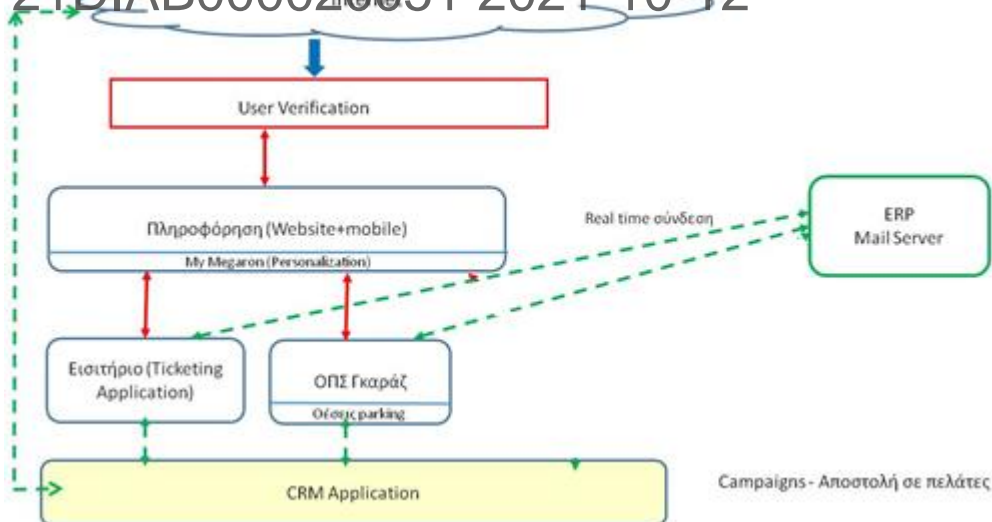 Internet
User Verification
Πληροφόρηση (Website+mobile)
My Megaron (Personalization)
Real time σύνδεση
ERP
Mail Server
Εισιτήριο (Ticketing
Application)
ΟΠΣ Γκαράζ
Θέσεις parking
CRM Application
Campaigns - Αποστολή σε πελάτες